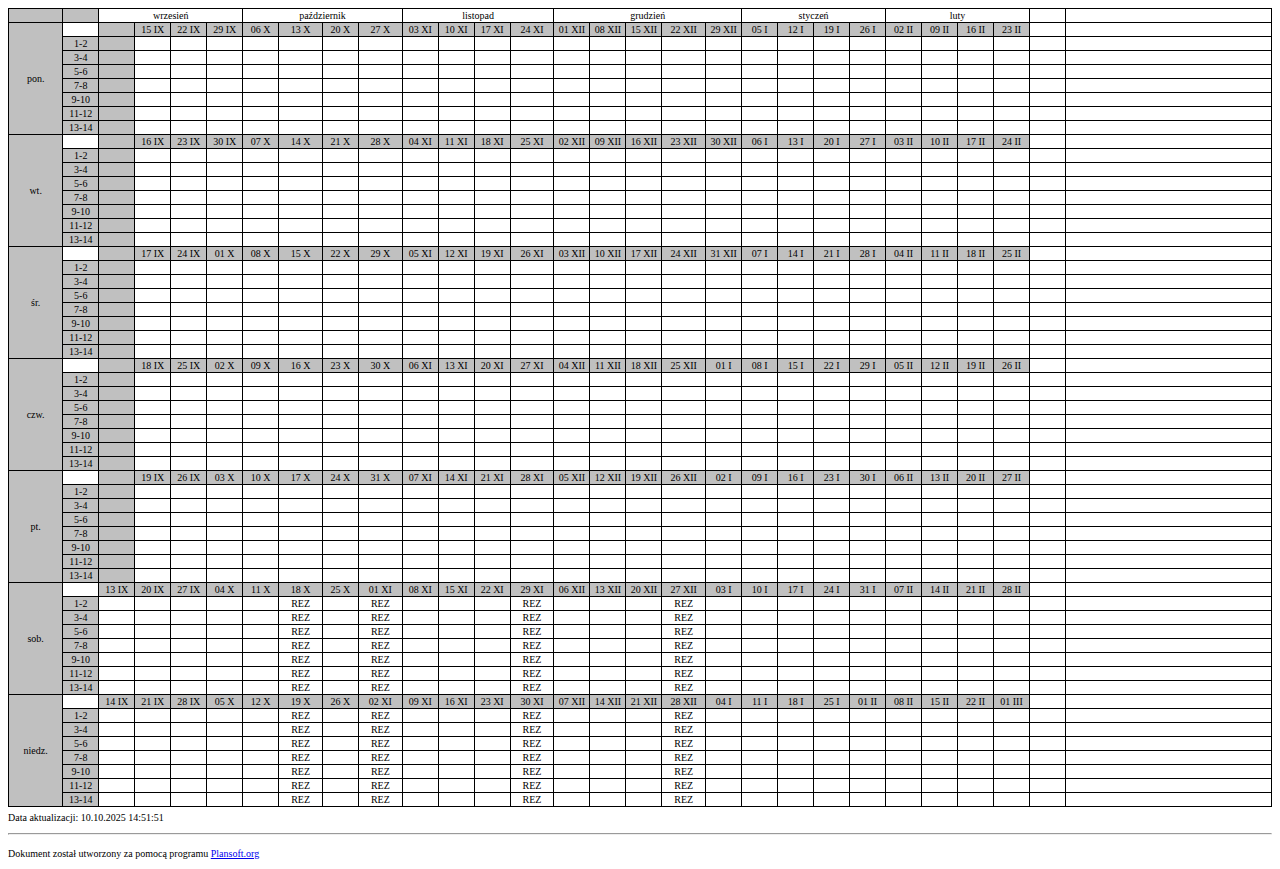 wrzesień październik listopad grudzień styczeń luty
15 IX 22 IX 29 IX 06 X 13 X 20 X 27 X 03 XI 10 XI 17 XI 24 XI 01 XII 08 XII 15 XII 22 XII 29 XII 05 I 12 I 19 I 26 I 02 II 09 II 16 II 23 II
1-2
3-4
5-6
pon.
7-8
9-10
11-12
13-14
16 IX 23 IX 30 IX 07 X 14 X 21 X 28 X 04 XI 11 XI 18 XI 25 XI 02 XII 09 XII 16 XII 23 XII 30 XII 06 I 13 I 20 I 27 I 03 II 10 II 17 II 24 II
1-2
3-4
5-6
wt.
7-8
9-10
11-12
13-14
17 IX 24 IX 01 X 08 X 15 X 22 X 29 X 05 XI 12 XI 19 XI 26 XI 03 XII 10 XII 17 XII 24 XII 31 XII 07 I 14 I 21 I 28 I 04 II 11 II 18 II 25 II
1-2
3-4
5-6
śr.
7-8
9-10
11-12
13-14
18 IX 25 IX 02 X 09 X 16 X 23 X 30 X 06 XI 13 XI 20 XI 27 XI 04 XII 11 XII 18 XII 25 XII 01 I 08 I 15 I 22 I 29 I 05 II 12 II 19 II 26 II
1-2
3-4
5-6
czw.
7-8
9-10
11-12
13-14
19 IX 26 IX 03 X 10 X 17 X 24 X 31 X 07 XI 14 XI 21 XI 28 XI 05 XII 12 XII 19 XII 26 XII 02 I 09 I 16 I 23 I 30 I 06 II 13 II 20 II 27 II
1-2
3-4
5-6
pt.
7-8
9-10
11-12
13-14
13 IX 20 IX 27 IX 04 X 11 X 18 X 25 X 01 XI 08 XI 15 XI 22 XI 29 XI 06 XII 13 XII 20 XII 27 XII 03 I 10 I 17 I 24 I 31 I 07 II 14 II 21 II 28 II
1-2 REZ REZ REZ REZ
3-4 REZ REZ REZ REZ
5-6 REZ REZ REZ REZ
sob.
7-8 REZ REZ REZ REZ
9-10 REZ REZ REZ REZ
11-12 REZ REZ REZ REZ
13-14 REZ REZ REZ REZ
14 IX 21 IX 28 IX 05 X 12 X 19 X 26 X 02 XI 09 XI 16 XI 23 XI 30 XI 07 XII 14 XII 21 XII 28 XII 04 I 11 I 18 I 25 I 01 II 08 II 15 II 22 II 01 III
1-2 REZ REZ REZ REZ
3-4 REZ REZ REZ REZ
5-6 REZ REZ REZ REZ
niedz.
7-8 REZ REZ REZ REZ
9-10 REZ REZ REZ REZ
11-12 REZ REZ REZ REZ
13-14 REZ REZ REZ REZ
Data aktualizacji: 10.10.2025 14:51:51
Dokument został utworzony za pomocą programu Plansoft.org